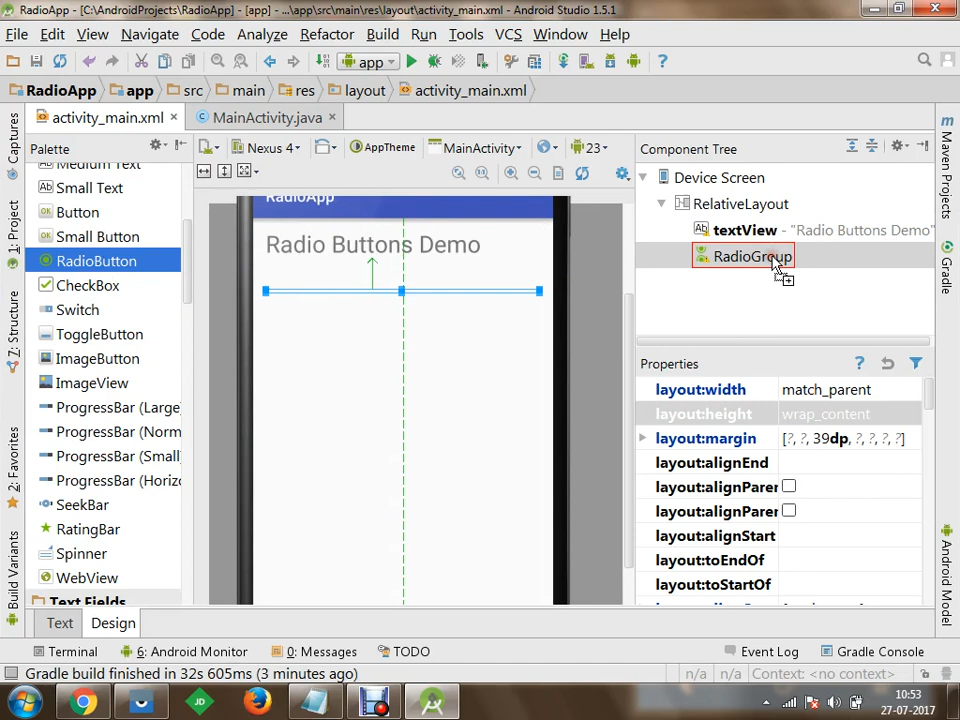 RadioApp - [C:\AndroidProjects\RadioApp] - [app] - ...\app\src\main\res\layout\activity_main.xml - Android Studio 1.5.1
File Edit View Navigate Code Analyze Refactor Build Run Tools VCS Window Help
app
RadioApp app src main res layout activity_main.xml
activity_main.xml MainActivity.java
Palette
Nexus 4 AppTheme MainActivity 23
Component Tree
Medium Text
Small Text
Button
Small Button
RadioButton
CheckBox
Switch
ToggleButton
ImageButton
ImageView
ProgressBar (Large)
ProgressBar (Norm
ProgressBar (Small)
ProgressBar (Horiz
SeekBar
RatingBar
Spinner
WebView
Text Fields
RadioApp
Radio Buttons Demo
Device Screen
RelativeLayout
textView - "Radio Buttons Demo"
RadioGroup
Properties
layout:width match_parent
layout:height wrap_content
layout:margin [?, ?, 39dp, ?, ?, ?, ?]
layout:alignEnd
layout:alignParen
layout:alignParen
layout:alignStart
layout:toEndOf
layout:toStartOf
Captures
1: Project
7: Structure
2: Favorites
Build Variants
Maven Projects
Gradle
Android Model
Text Design
Terminal 6: Android Monitor 0: Messages TODO Event Log Gradle Console
Gradle build finished in 32s 605ms (3 minutes ago) n/a n/a Context: <no context>
10:53
27-07-2017